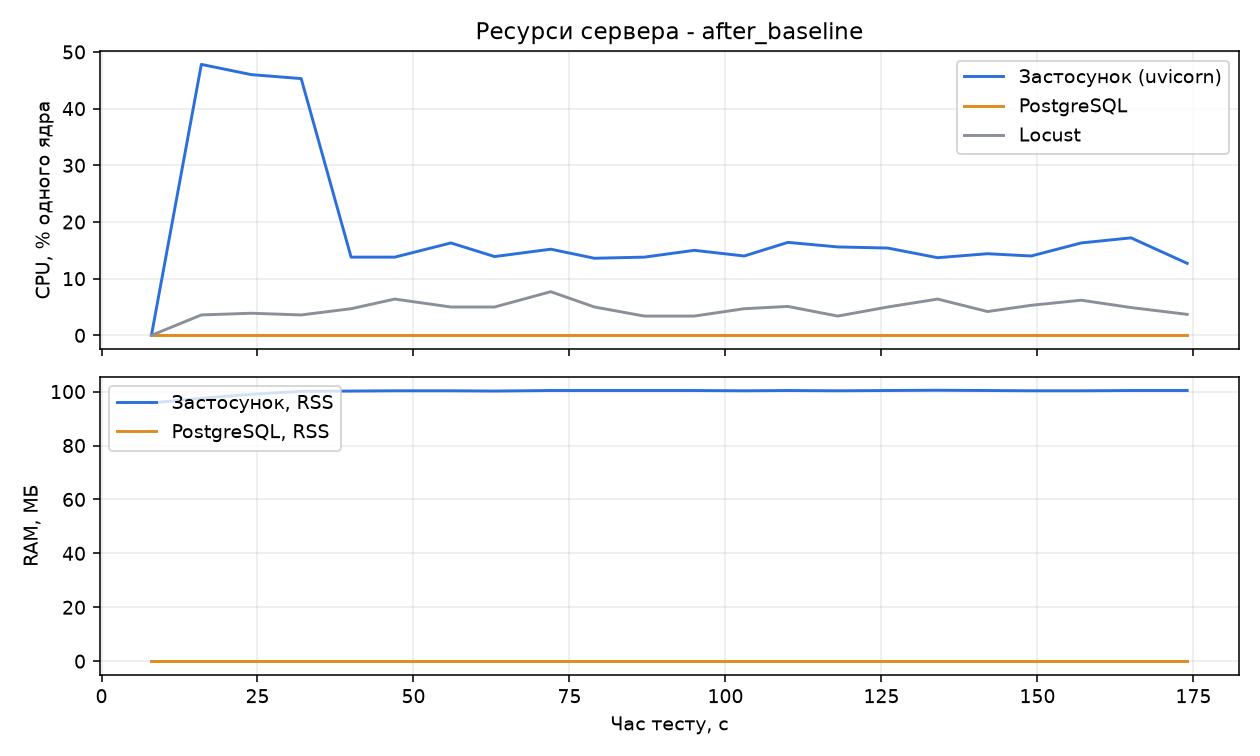 Ресурси сервера - after_baseline
CPU, % одного ядра
50
40
30
20
10
0
Застосунок (uvicorn)
PostgreSQL
Locust
RAM, МБ
100
80
60
40
20
0
Застосунок, RSS
PostgreSQL, RSS
0 25 50 75 100 125 150 175
Час тесту, с